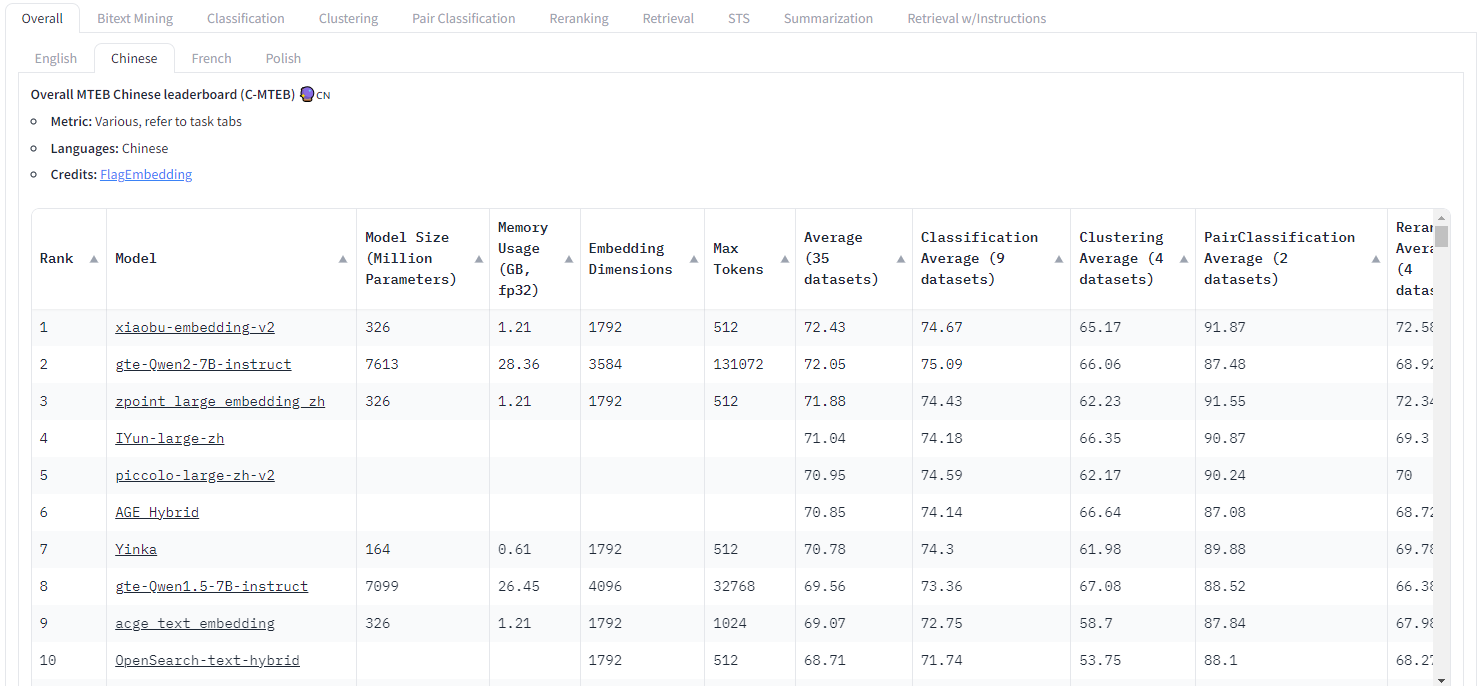 Overall Bitext Mining Classification Clustering Pair Classification Reranking Retrieval STS Summarization Retrieval w/Instructions
English Chinese French Polish
Overall MTEB Chinese leaderboard (C-MTEB) 🔮CN
Metric: Various, refer to task tabs
Languages: Chinese
Credits: FlagEmbedding
Rank Model Model Size (Million Parameters) Memory Usage (GB, fp32) Embedding Dimensions Max Tokens Average (35 datasets) Classification Average (9 datasets) Clustering Average (4 datasets) PairClassification Average (2 datasets)
1 xiaobu-embedding-v2 326 1.21 1792 512 72.43 74.67 65.17 91.87 72.58
2 gte-Qwen2-7B-instruct 7613 28.36 3584 131072 72.05 75.09 66.06 87.48 68.92
3 zpoint_large_embedding_zh 326 1.21 1792 512 71.88 74.43 62.23 91.55 72.34
4 IYun-large-zh 71.04 74.18 66.35 90.87 69.3
5 piccolo-large-zh-v2 70.95 74.59 62.17 90.24 70
6 AGE_Hybrid 70.85 74.14 66.64 87.08 68.72
7 Yinka 164 0.61 1792 512 70.78 74.3 61.98 89.88 69.78
8 gte-Qwen1.5-7B-instruct 7099 26.45 4096 32768 69.56 73.36 67.08 88.52 66.38
9 acge_text_embedding 326 1.21 1792 1024 69.07 72.75 58.7 87.84 67.98
10 OpenSearch-text-hybrid 1792 512 68.71 71.74 53.75 88.1 68.27